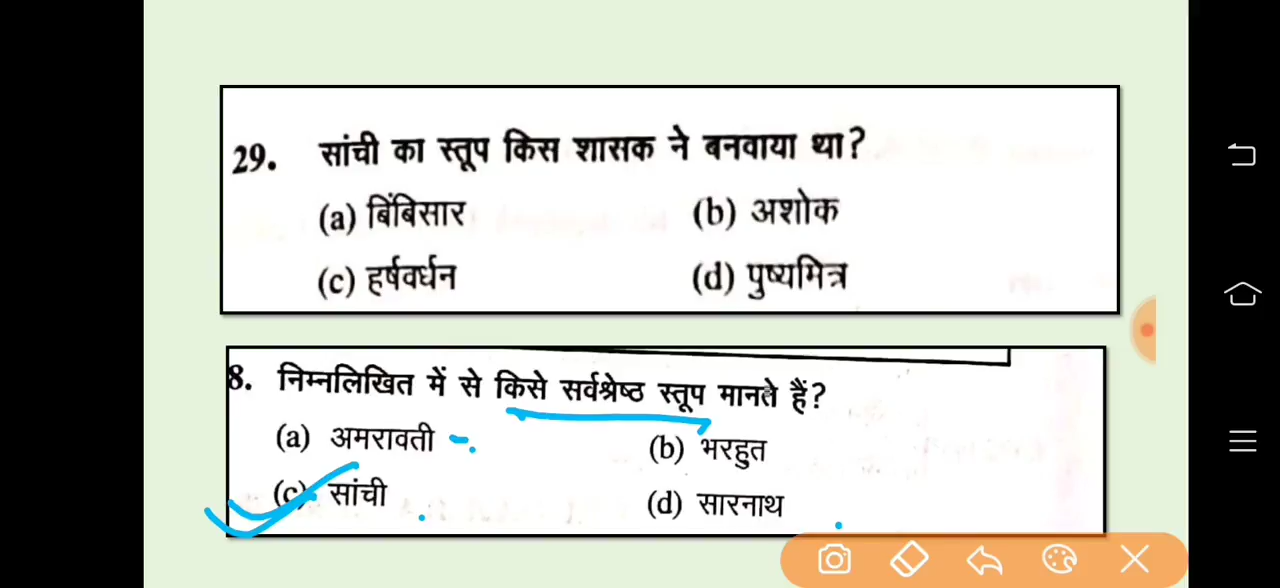 29. सांची का स्तूप किस शासक ने बनवाया था?
(a) बिंबिसार (b) अशोक
(c) हर्षवर्धन (d) पुष्यमित्र
8. निम्नलिखित में से किसे सर्वश्रेष्ठ स्तूप मानते हैं?
(a) अमरावती (b) भरहुत
(c) सांची (d) सारनाथ